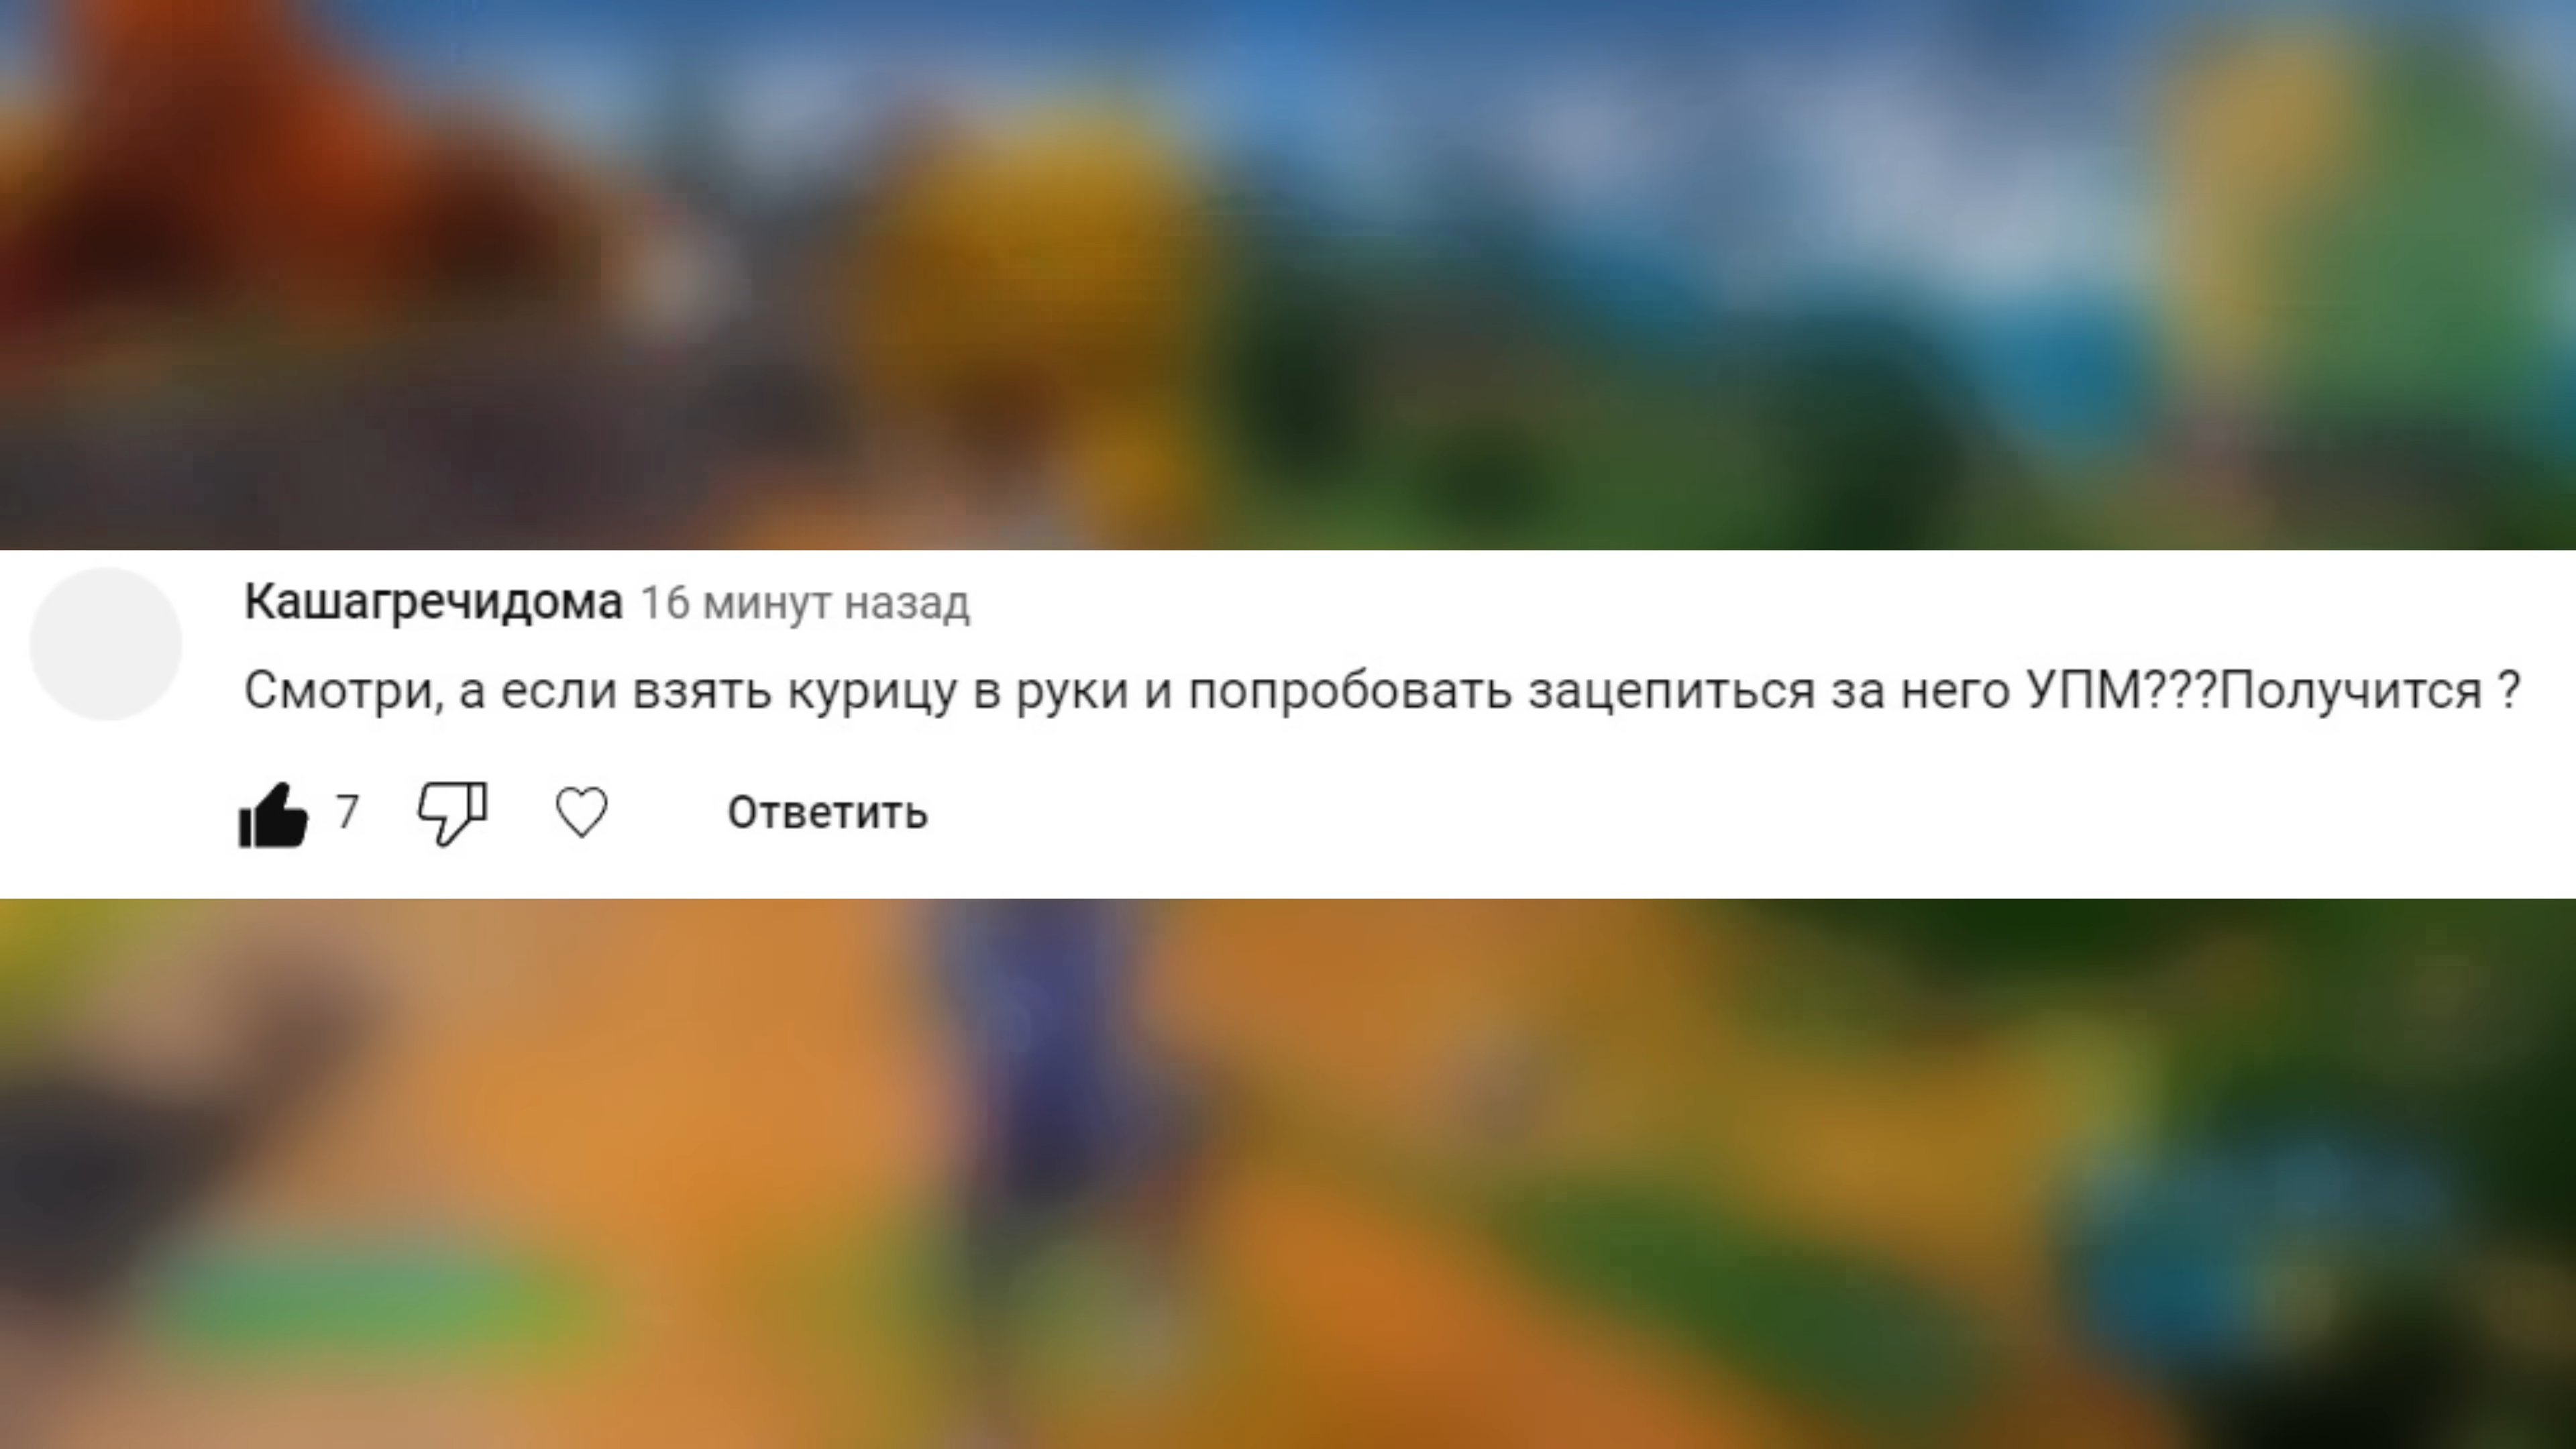 Кашагречидома 16 минут назад
Смотри, а если взять курицу в руки и попробовать зацепиться за него УПМ???Получится ?
7 Ответить